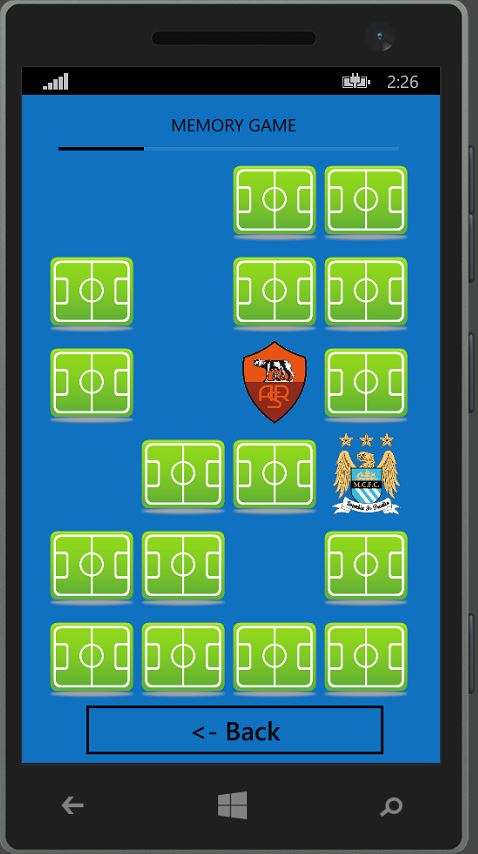 2:26
MEMORY GAME
ASR
M.C.F.C.
<- Back